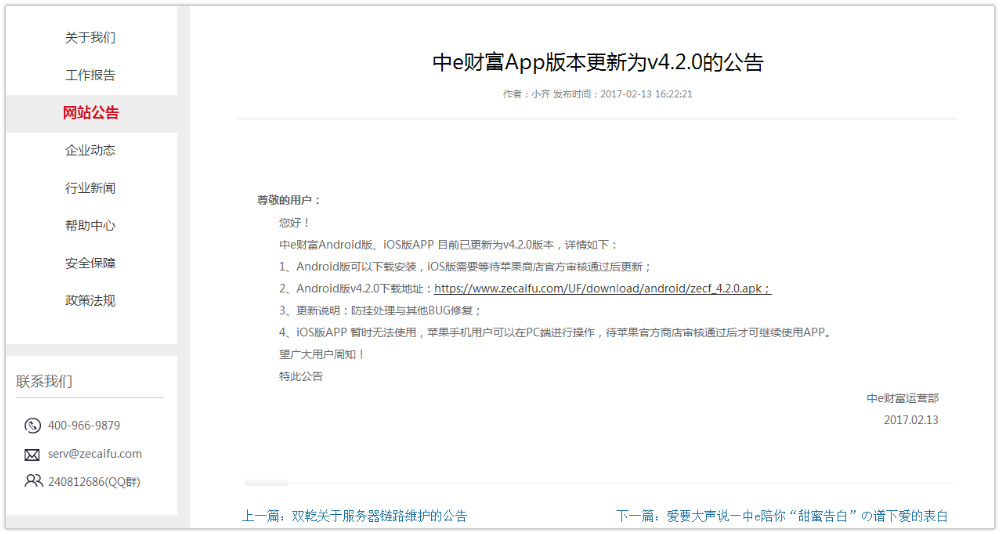 关于我们
工作报告
网站公告
企业动态
行业新闻
帮助中心
安全保障
政策法规
联系我们
400-966-9879
serv@zecaifu.com
240812686(QQ群)
中e财富App版本更新为v4.2.0的公告
作者：小齐 发布时间：2017-02-13 16:22:21
尊敬的用户：
您好！
中e财富Android版、iOS版APP 目前已更新为v4.2.0版本，详情如下：
1、Android版可以下载安装，iOS版需要等待苹果商店官方审核通过后更新；
2、Android版v4.2.0下载地址：https://www.zecaifu.com/UF/download/android/zecf_4.2.0.apk；
3、更新说明：防挂处理与其他BUG修复；
4、iOS版APP 暂时无法使用，苹果手机用户可以在PC端进行操作，待苹果官方商店审核通过后才可继续使用APP。
望广大用户周知！
特此公告
中e财富运营部
2017.02.13
上一篇：双乾关于服务器链路维护的公告
下一篇：爱要大声说—中e陪你“甜蜜告白”の谱下爱的表白